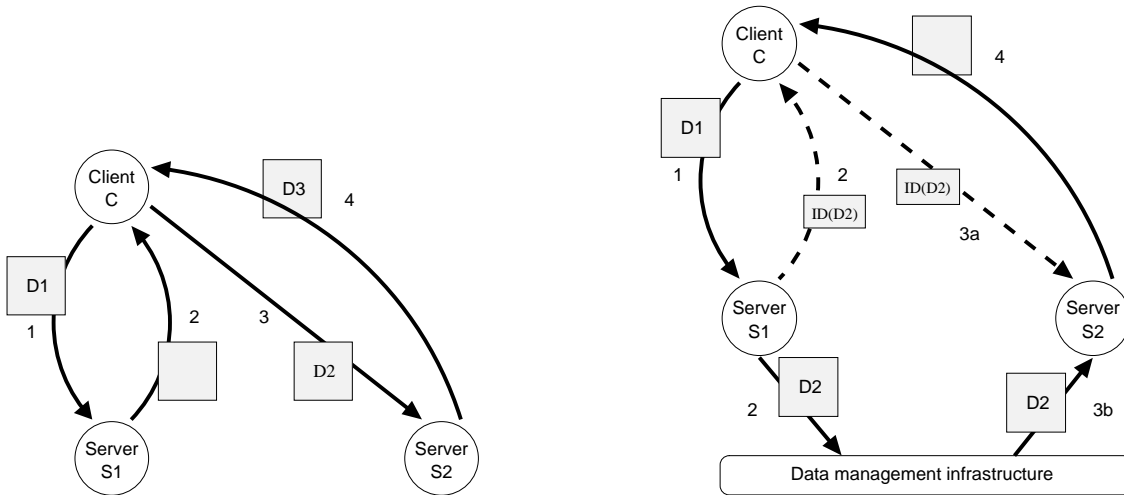 Client
C
D3
4
D1
1
2
3
D2
Server
S1
Server
S2
Client
C
4
D1
1
2
ID(D2)
ID(D2)
3a
Server
S1
Server
S2
D2
2
D2
3b
Data management infrastructure